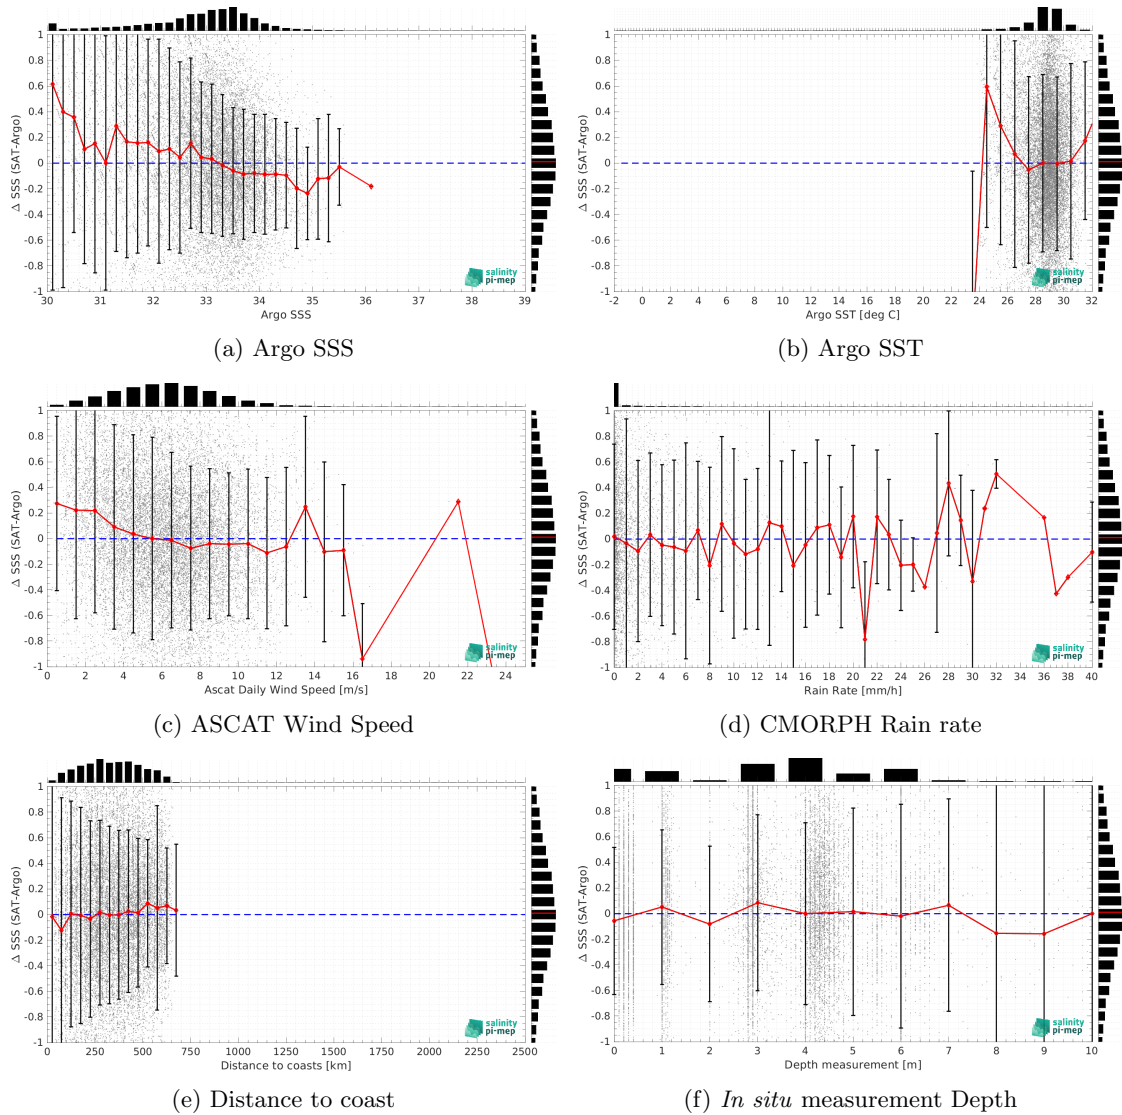 1
0.8
0.6
0.4
0.2
0
-0.2
-0.4
-0.6
-0.8
-1
Δ SSS (SAT-Argo)
salinity
pi-mep
30 31 32 33 34 35 36 37 38 39
Argo SSS
(a) Argo SSS
1
0.8
0.6
0.4
0.2
0
-0.2
-0.4
-0.6
-0.8
-1
Δ SSS (SAT-Argo)
salinity
pi-mep
-2 0 2 4 6 8 10 12 14 16 18 20 22 24 26 28 30 32
Argo SST [deg C]
(b) Argo SST
1
0.8
0.6
0.4
0.2
0
-0.2
-0.4
-0.6
-0.8
-1
Δ SSS (SAT-Argo)
salinity
pi-mep
0 2 4 6 8 10 12 14 16 18 20 22 24
Ascat Daily Wind Speed [m/s]
(c) ASCAT Wind Speed
1
0.8
0.6
0.4
0.2
0
-0.2
-0.4
-0.6
-0.8
-1
Δ SSS (SAT-Argo)
salinity
pi-mep
0 2 4 6 8 10 12 14 16 18 20 22 24 26 28 30 32 34 36 38 40
Rain Rate [mm/h]
(d) CMORPH Rain rate
1
0.8
0.6
0.4
0.2
0
-0.2
-0.4
-0.6
-0.8
-1
Δ SSS (SAT-Argo)
salinity
pi-mep
0 250 500 750 1000 1250 1500 1750 2000 2250 2500
Distance to coasts [km]
(e) Distance to coast
1
0.8
0.6
0.4
0.2
0
-0.2
-0.4
-0.6
-0.8
-1
Δ SSS (SAT-Argo)
salinity
pi-mep
0 1 2 3 4 5 6 7 8 9 10
Depth measurement [m]
(f) In situ measurement Depth